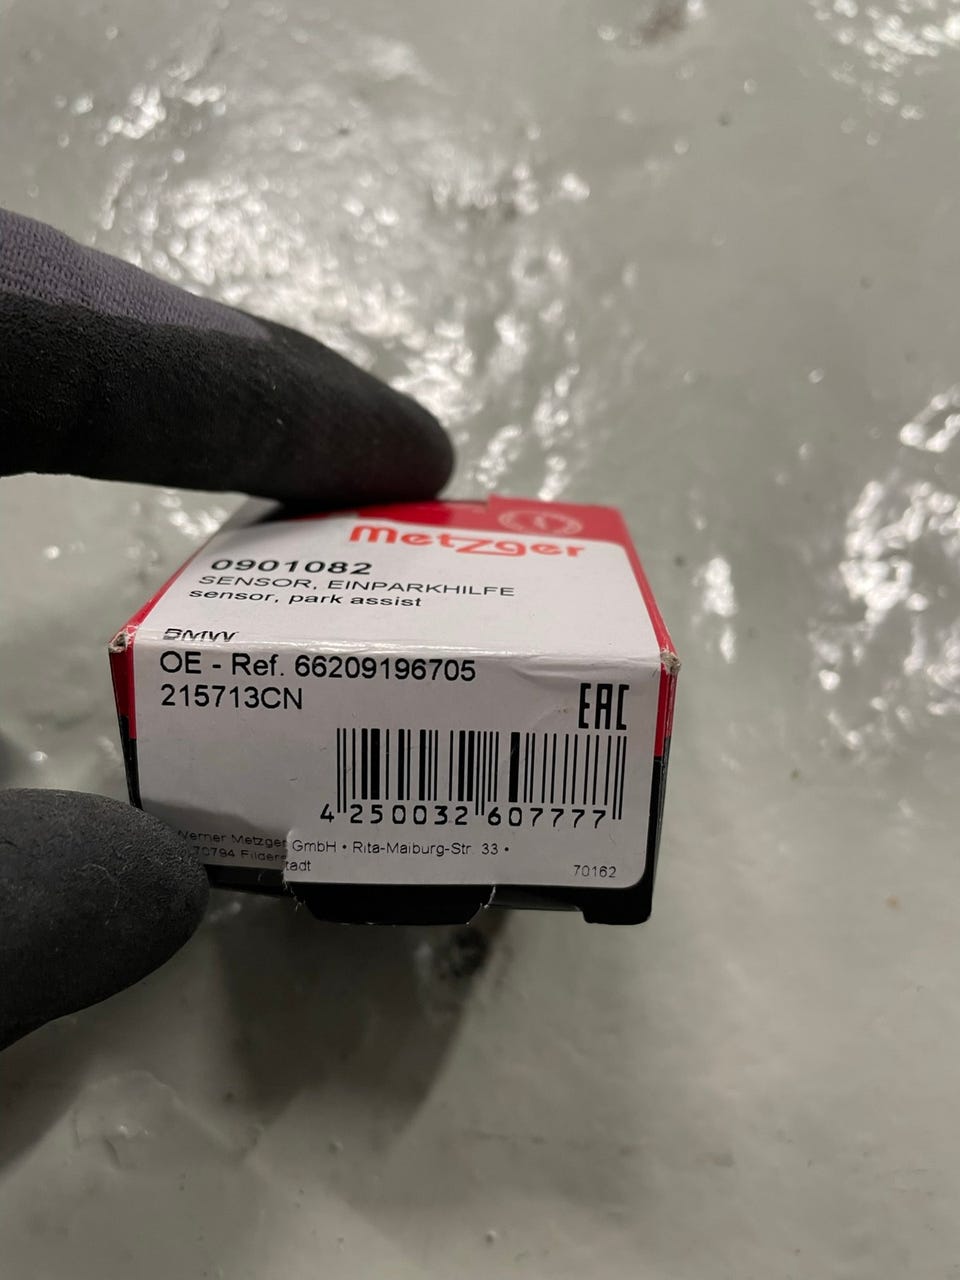 Metzger
0901082
SENSOR, EINPARKHILFE
sensor, park assist
BMW
OE - Ref. 66209196705
215713CN
EAC
4 250032 607777
Werner Metzger GmbH • Rita-Maiburg-Str 33 •
70794 Filderstadt
70162